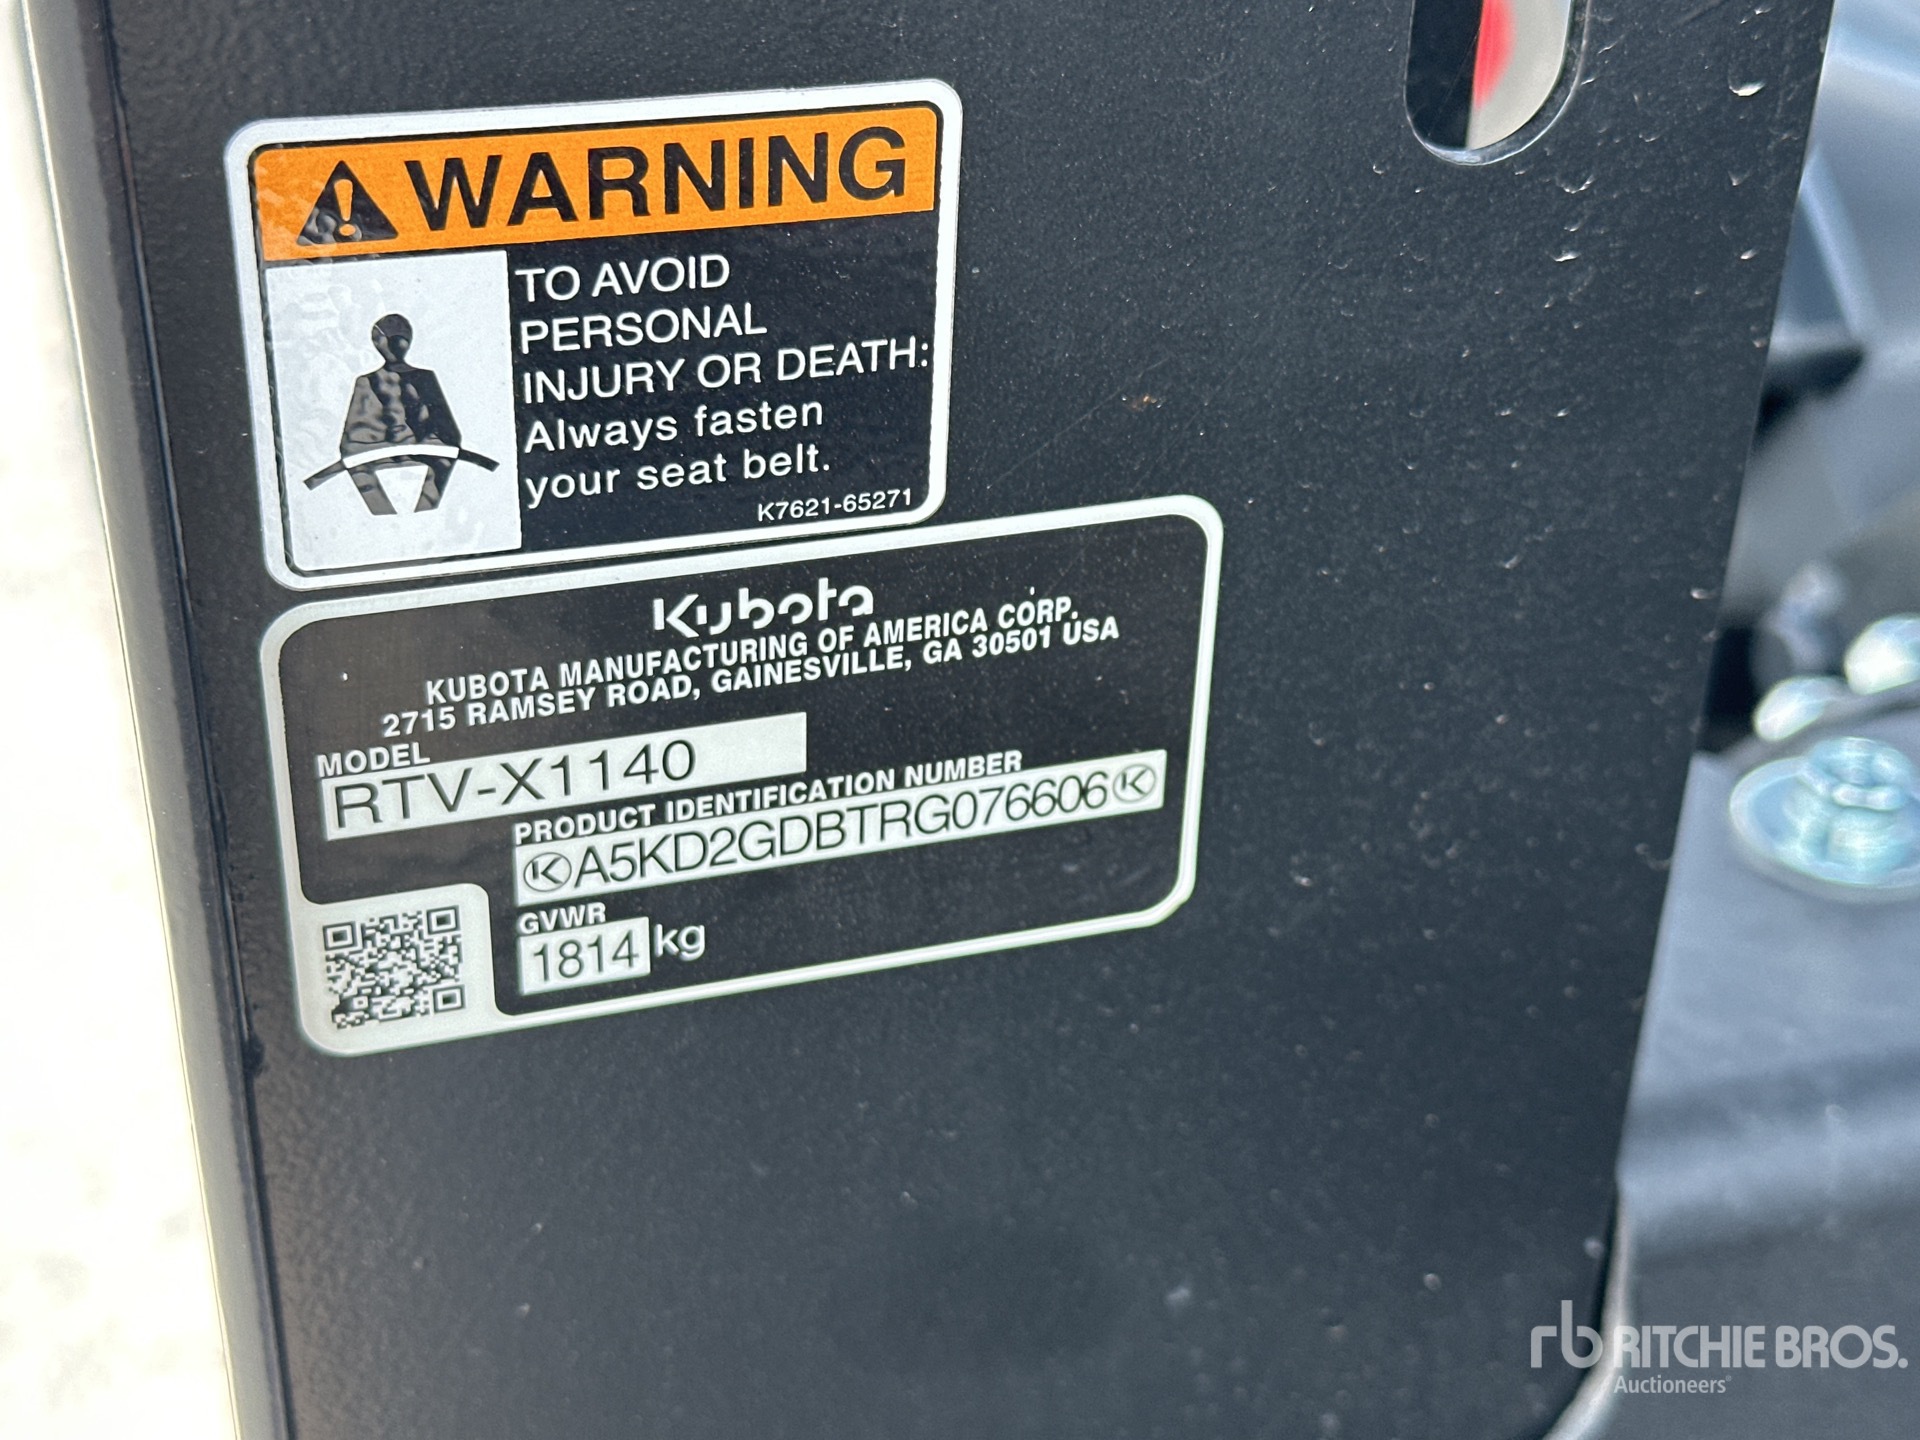 WARNING
TO AVOID
PERSONAL
INJURY OR DEATH:
Always fasten
your seat belt.
K7621-65271
Kubota
KUBOTA MANUFACTURING OF AMERICA CORP.
2715 RAMSEY ROAD, GAINESVILLE, GA 30501 USA
MODEL
RTV-X1140
PRODUCT IDENTIFICATION NUMBER
A5KD2GDBTRG076606
GVWR
1814 kg
rb RITCHIE BROS.
Auctioneers